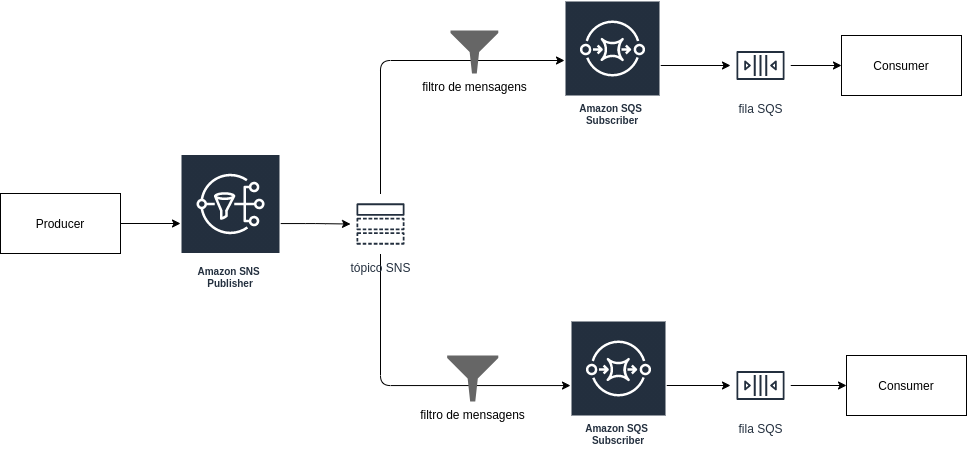 filtro de mensagens
Amazon SQS
Subscriber
fila SQS
Consumer
Producer
Amazon SNS
Publisher
tópico SNS
filtro de mensagens
Amazon SQS
Subscriber
fila SQS
Consumer